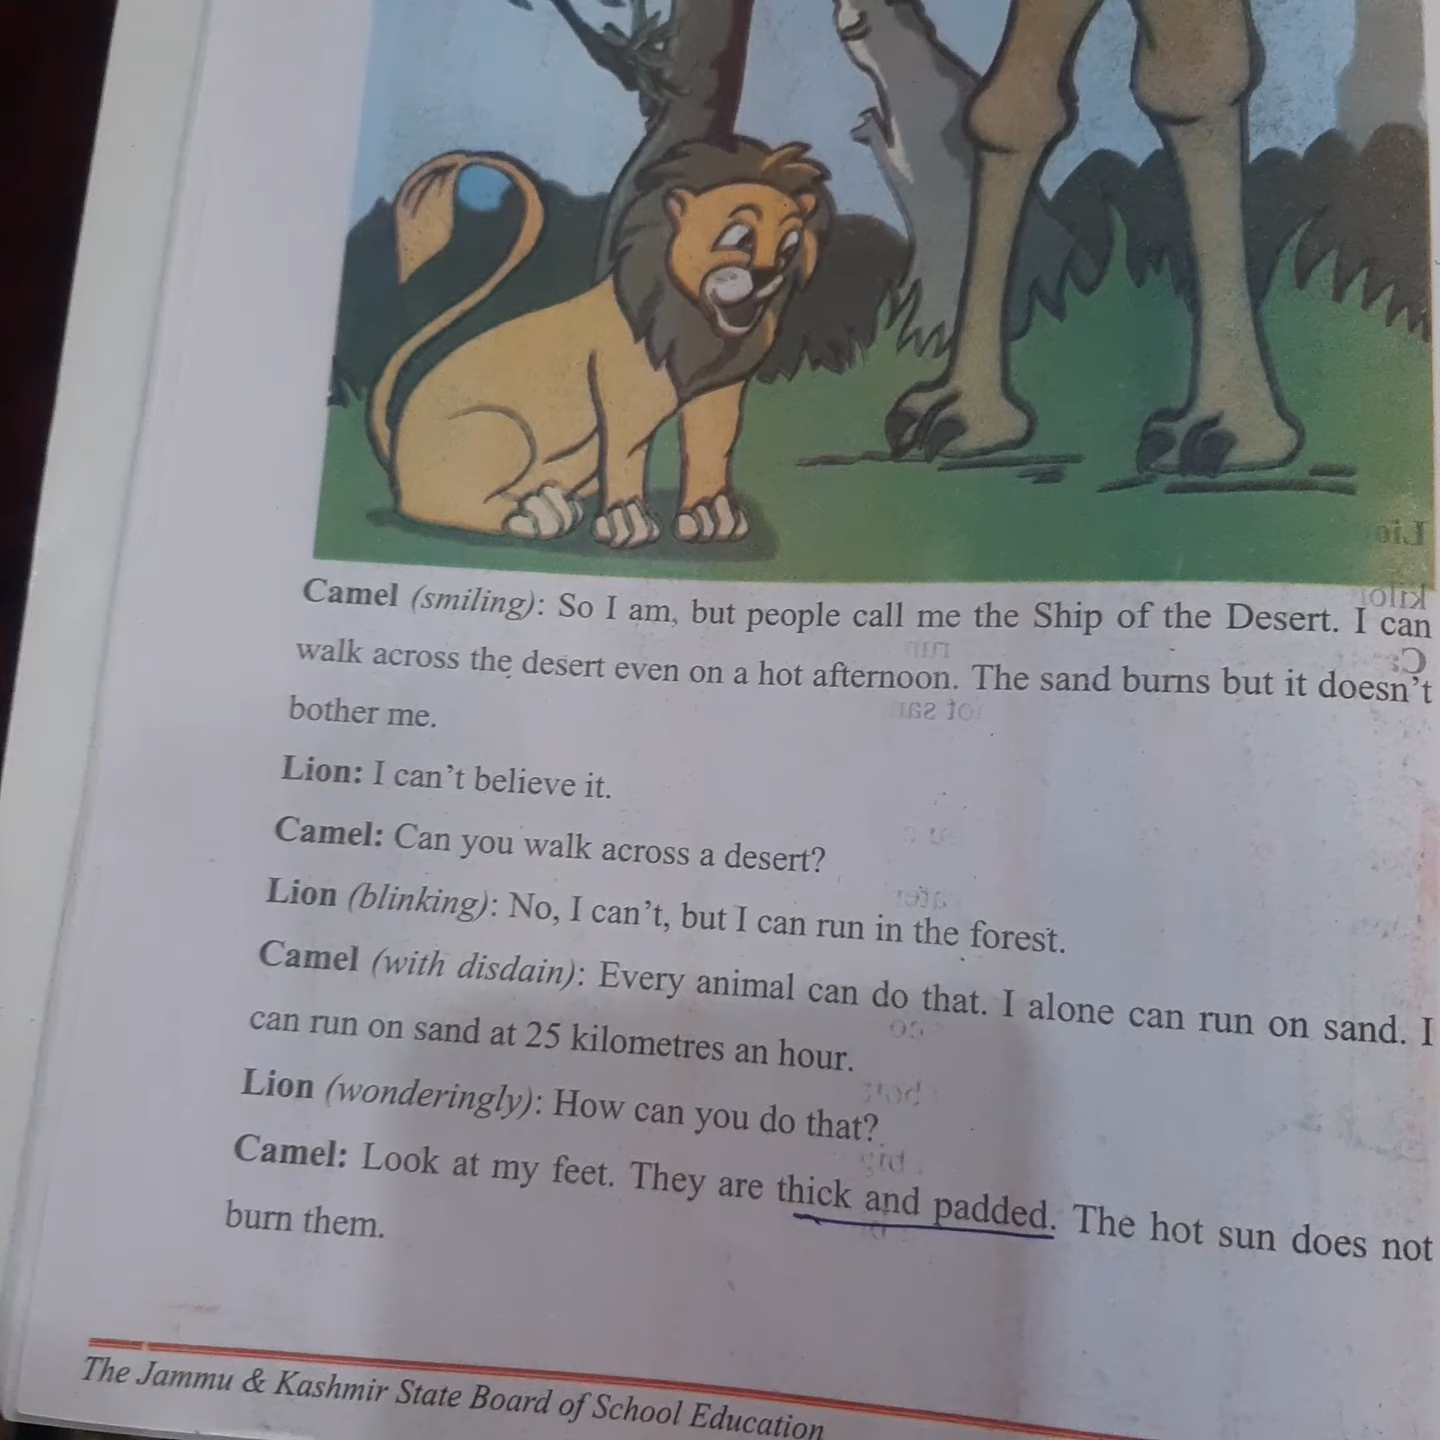 Camel (smiling): So I am, but people call me the Ship of the Desert. I can
walk across the desert even on a hot afternoon. The sand burns but it doesn't
bother me.
Lion: I can't believe it.
Camel: Can you walk across a desert?
Lion (blinking): No, I can't, but I can run in the forest.
Camel (with disdain): Every animal can do that. I alone can run on sand. I
can run on sand at 25 kilometres an hour.
Lion (wonderingly): How can you do that?
Camel: Look at my feet. They are thick and padded. The hot sun does not
burn them.
The Jammu & Kashmir State Board of School Education